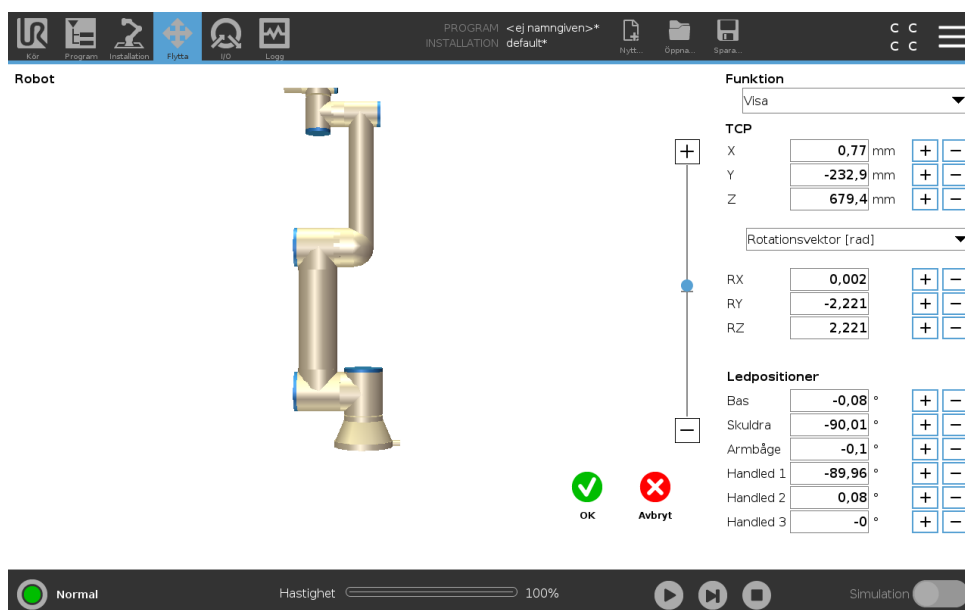 PROGRAM <ej namngiven>*
INSTALLATION default*
UR
Kör
Program
Installation
Flytta
I/O
Logg
Nytt...
Öppna...
Spara...
C C
C C
Robot
Funktion
Visa
TCP
X 0,77 mm + −
Y -232,9 mm + −
Z 679,4 mm + −
Rotationsvektor [rad]
RX 0,002 + −
RY -2,221 + −
RZ 2,221 + −
Ledpositioner
Bas -0,08 ° + −
Skuldra -90,01 ° + −
Armbåge -0,1 ° + −
Handled 1 -89,96 ° + −
Handled 2 0,08 ° + −
Handled 3 -0 ° + −
+
−
OK
Avbryt
Normal
Hastighet
100%
Simulation